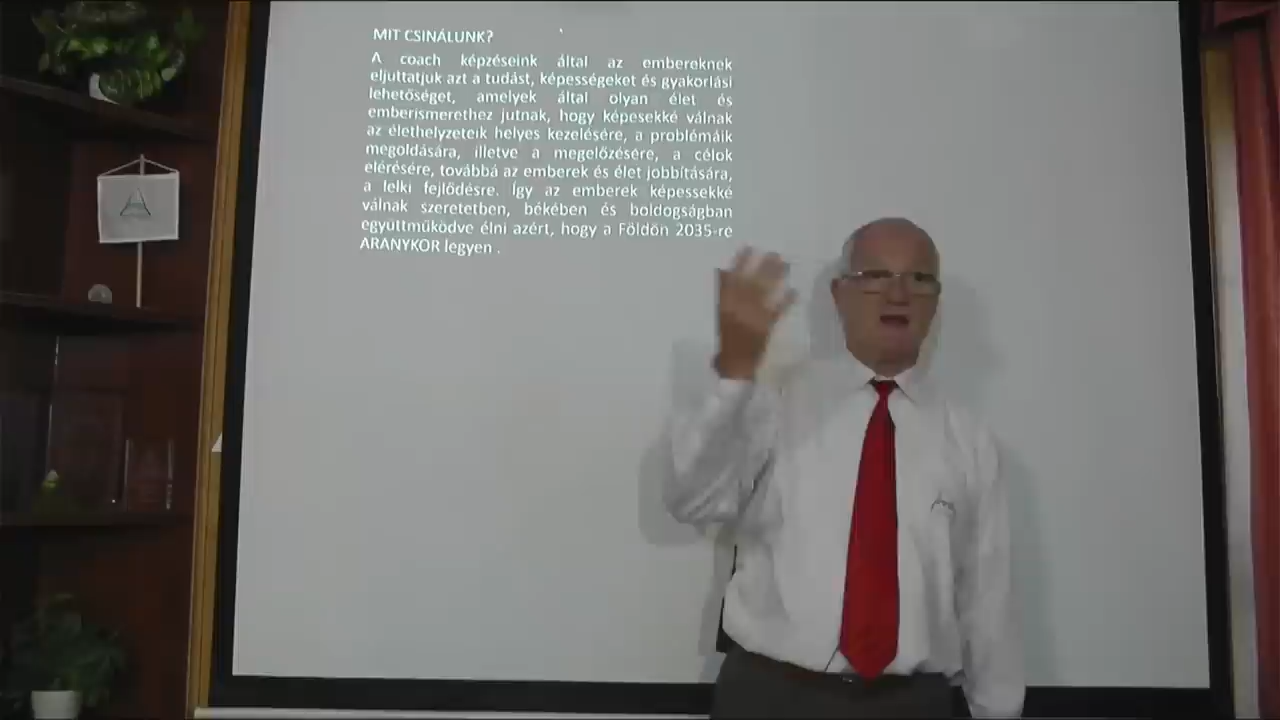 MIT CSINÁLUNK?
A coach képzéseink által az embereknek
eljuttatjuk azt a tudást, képességeket és gyakorlási
lehetőséget, amelyek által olyan élet és
emberismerethez jutnak, hogy képesekké válnak
az élethelyzeteik helyes kezelésére, a problémáik
megoldására, illetve a megelőzésére, a célok
elérésére, továbbá az emberek és élet jobbítására,
a lelki fejlődésre. Így az emberek képessekké
válnak szeretetben, békében és boldogságban
együttműködve élni azért, hogy a Földön 2035-re
ARANYKOR legyen .